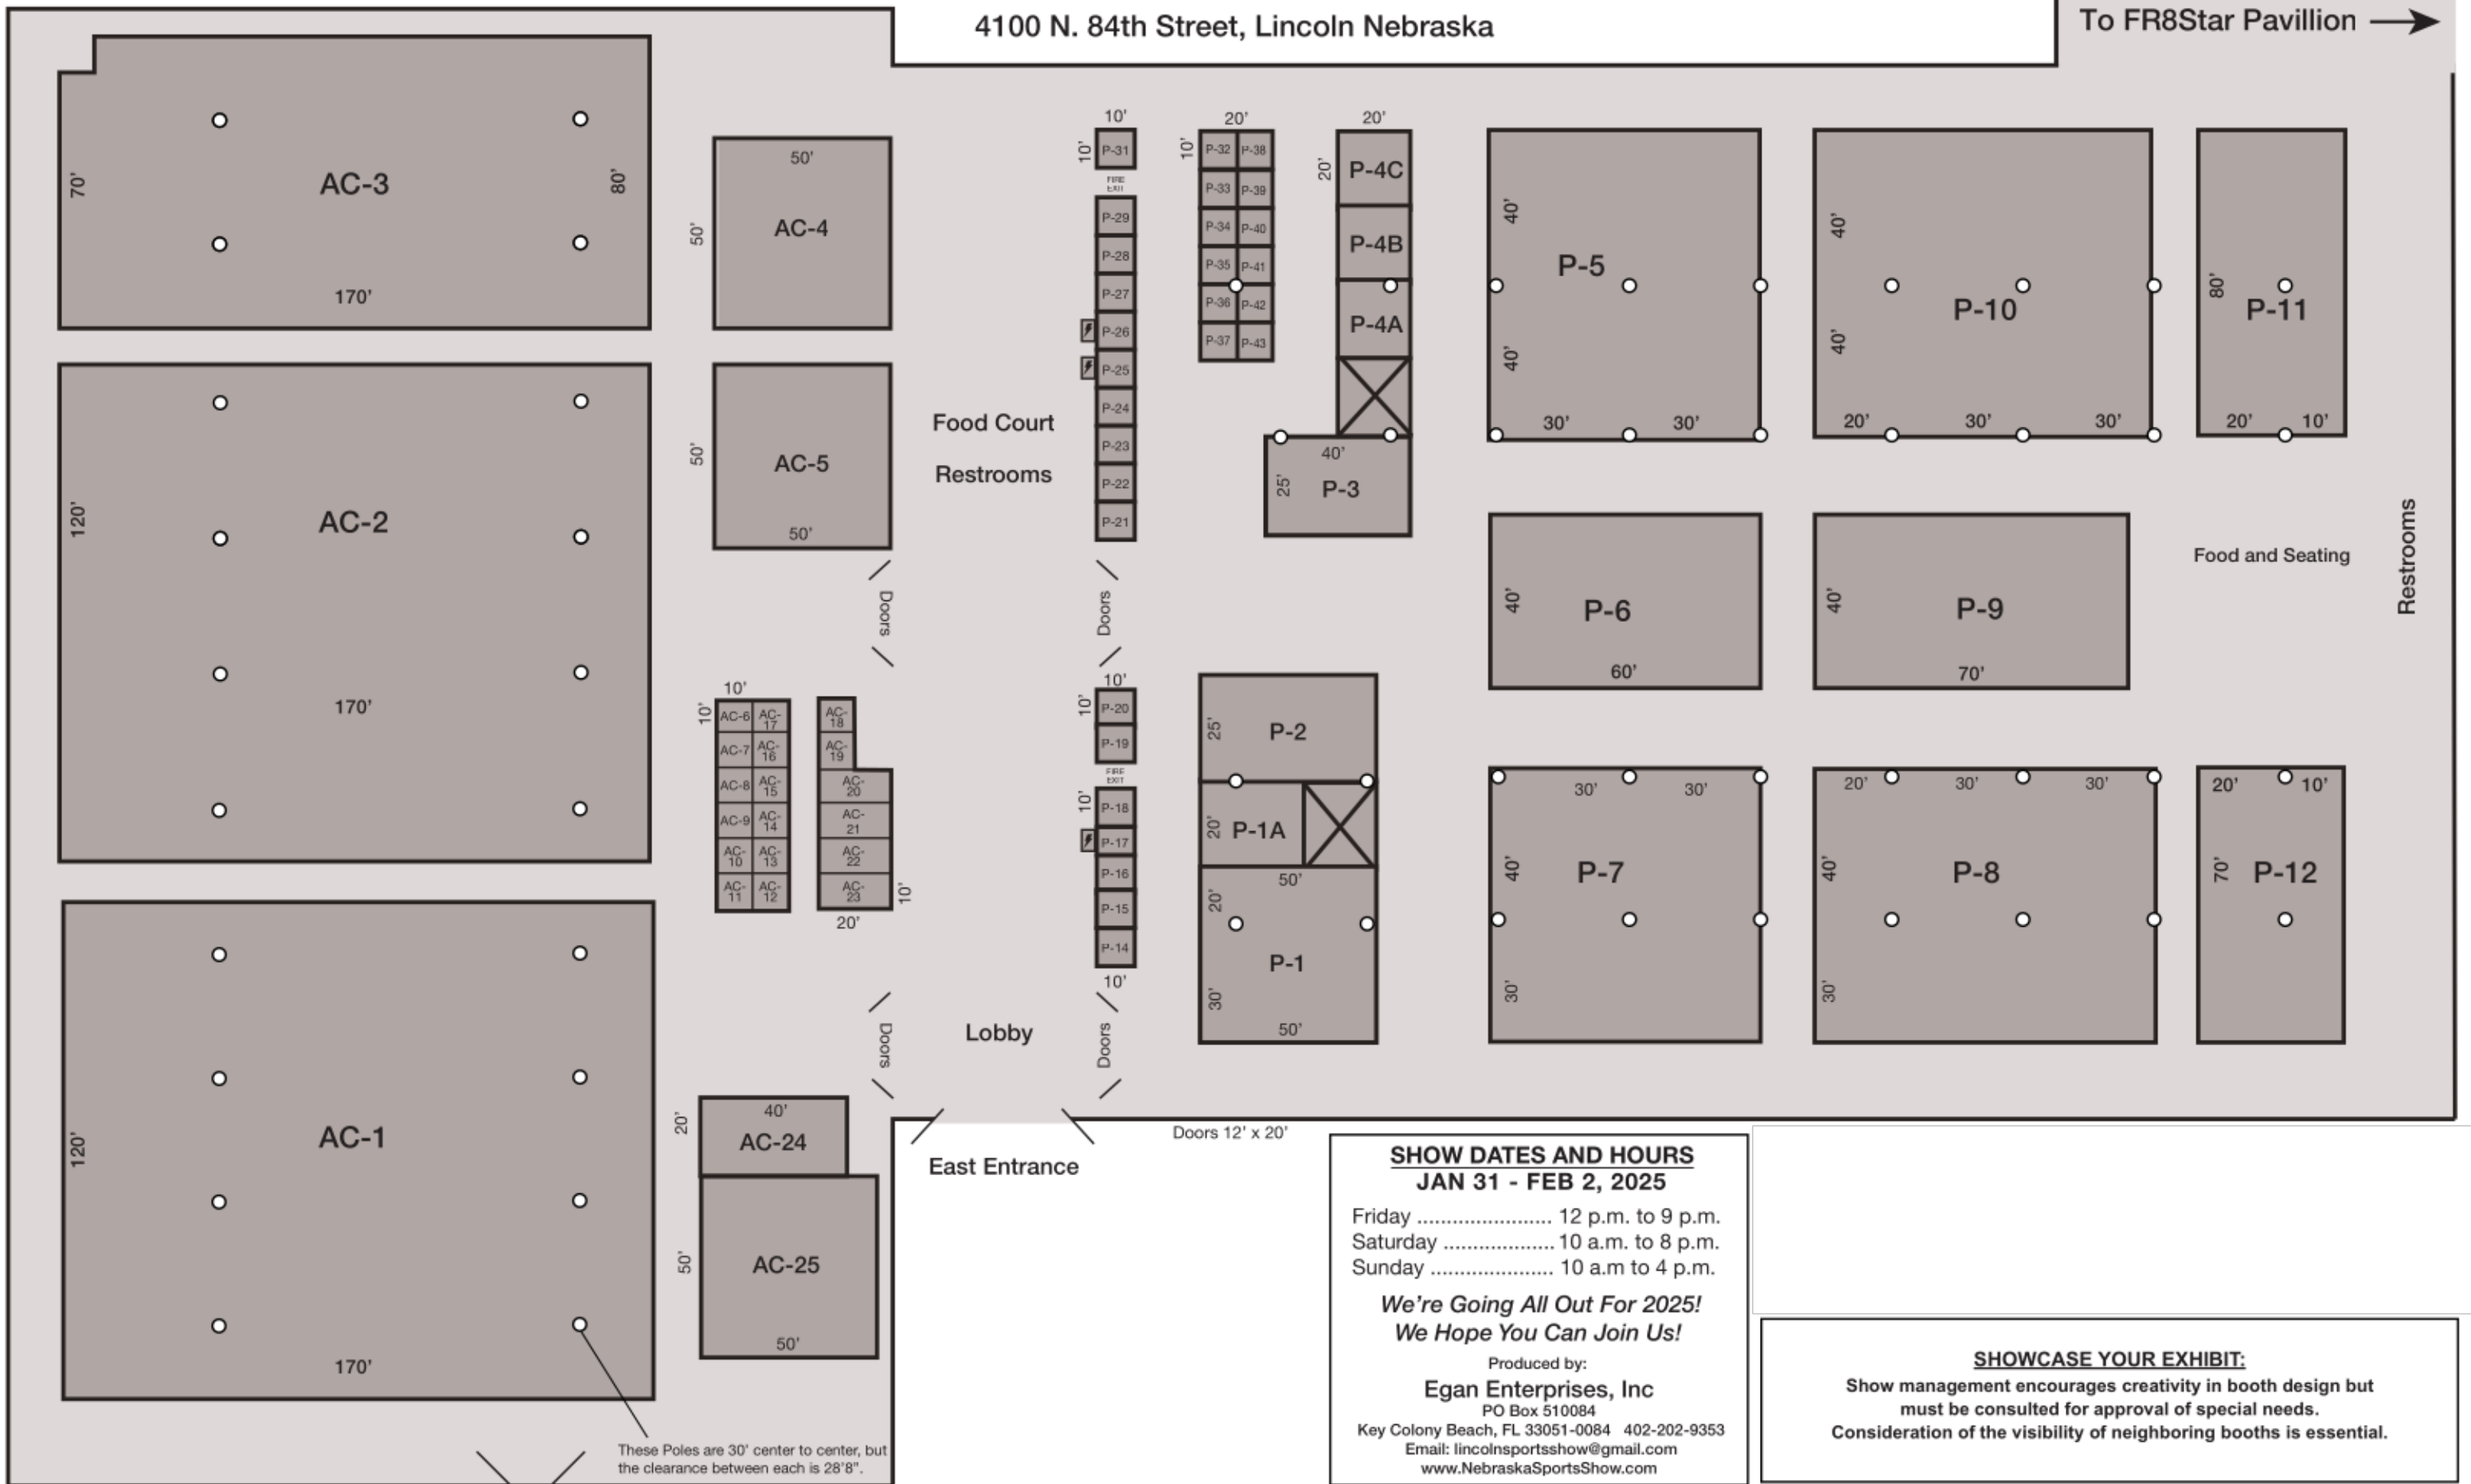 4100 N. 84th Street, Lincoln Nebraska
To FR8Star Pavillion
70'
AC-3
80'
170'
50'
50'
AC-4
120'
AC-2
170'
50'
AC-5
50'
Food Court
Restrooms
Doors
Doors
10'
10'
AC-6
AC-
17
AC-7
AC-
16
AC-8
AC-
15
AC-9
AC-
14
AC-
10
AC-
13
AC-
11
AC-
12
AC-
18
AC-
19
AC-
20
AC-
21
AC-
22
AC-
23
10'
20'
120'
AC-1
170'
20'
40'
AC-24
50'
AC-25
50'
Doors
Lobby
Doors
East Entrance
Doors 12' x 20'
These Poles are 30' center to center, but
the clearance between each is 28'8".
10'
10'
P-31
FIRE
EXIT
P-29
P-28
P-27
P-26
P-25
P-24
P-23
P-22
P-21
10'
10'
P-20
P-19
FIRE
EXIT
10'
P-18
P-17
P-16
P-15
P-14
10'
20'
10'
P-32
P-38
P-33
P-39
P-34
P-40
P-35
P-41
P-36
P-42
P-37
P-43
20'
20'
P-4C
P-4B
P-4A
40'
25'
P-3
25'
P-2
20'
P-1A
50'
20'
P-1
30'
50'
40'
P-5
40'
30'
30'
40'
P-10
40'
20'
30'
30'
80'
P-11
20'
10'
40'
P-6
60'
40'
P-9
70'
Food and Seating
Restrooms
30'
30'
40'
P-7
30'
20'
30'
30'
40'
P-8
30'
20'
10'
70'
P-12
SHOW DATES AND HOURS
JAN 31 - FEB 2, 2025
Friday ....................... 12 p.m. to 9 p.m.
Saturday ................... 10 a.m. to 8 p.m.
Sunday ..................... 10 a.m to 4 p.m.
We're Going All Out For 2025!
We Hope You Can Join Us!
Produced by:
Egan Enterprises, Inc
PO Box 510084
Key Colony Beach, FL 33051-0084 402-202-9353
Email: lincolnsportsshow@gmail.com
www.NebraskaSportsShow.com
SHOWCASE YOUR EXHIBIT:
Show management encourages creativity in booth design but
must be consulted for approval of special needs.
Consideration of the visibility of neighboring booths is essential.